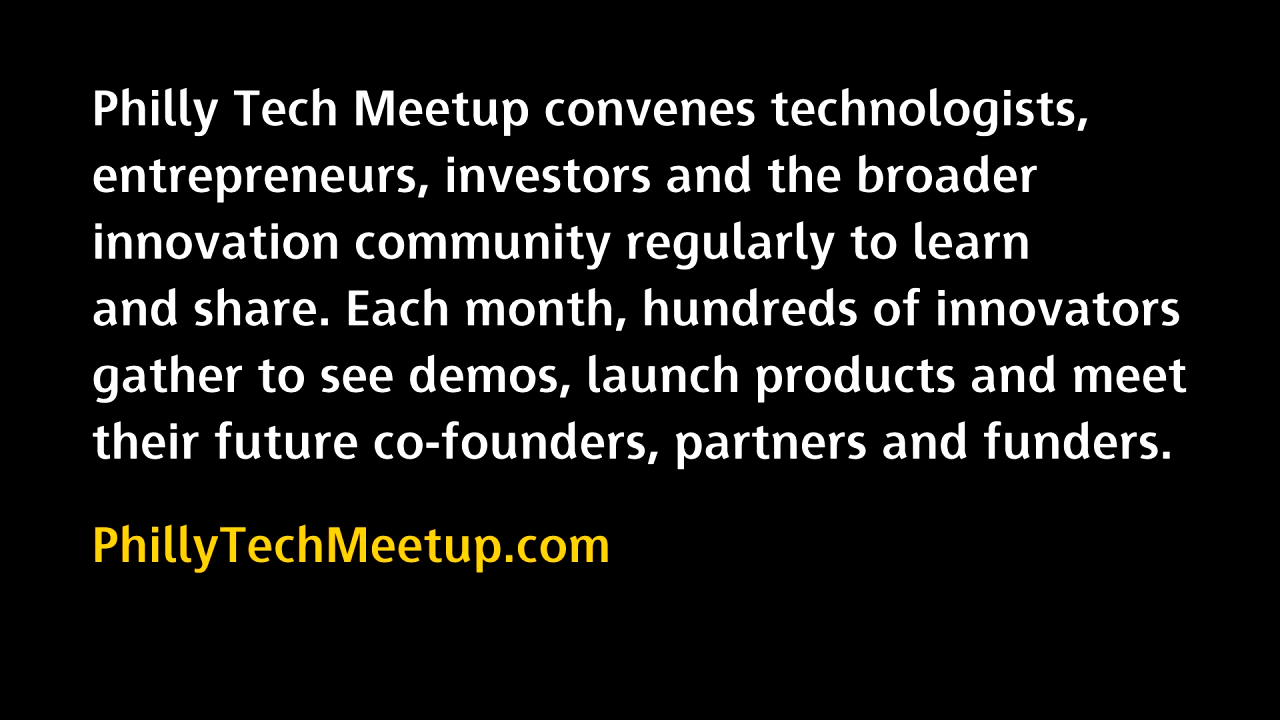 Philly Tech Meetup convenes technologists,
entrepreneurs, investors and the broader
innovation community regularly to learn
and share. Each month, hundreds of innovators
gather to see demos, launch products and meet
their future co-founders, partners and funders.
PhillyTechMeetup.com